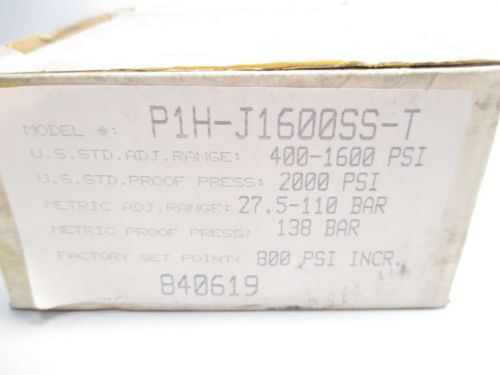 MODEL #: P1H-J1600SS-T
U.S.STD.ADJ.RANGE: 400-1600 PSI
U.S.STD.PROOF PRESS: 2000 PSI
METRIC ADJ.RANGE: 27.5-110 BAR
METRIC PROOF PRESS: 138 BAR
FACTORY SET POINT: 800 PSI INCR.
840619